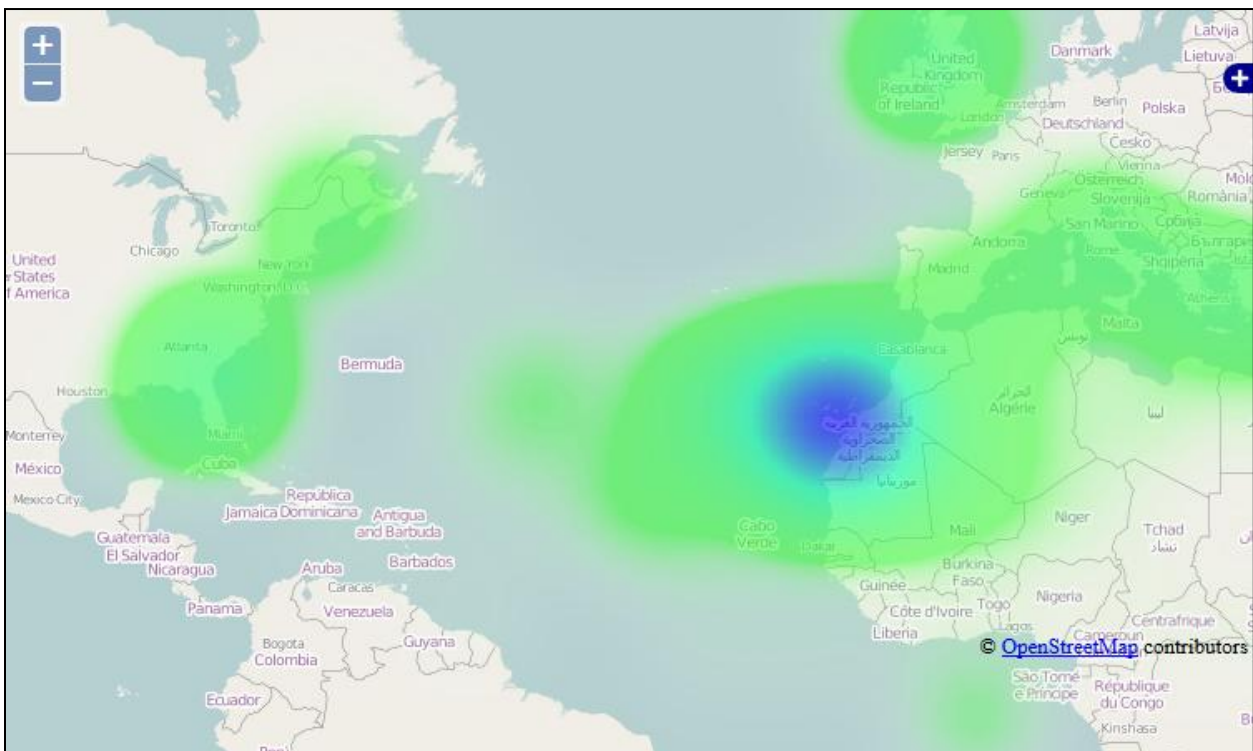 +
−
Latvija
Danmark
Lietuva
United
Kingdom
Republic
of Ireland
+
Amsterdam
Berlin
Polska
London
Deutschland
Jersey
Paris
Česko
Vienna
Österreich
Genève
Slovenija
România
Toronto
San Marino
Србија
Chicago
Andorra
Rome
България
New York
United
States
of America
Madrid
Shqipëria
Washington, D.C.
Athens
Malta
Atlanta
Casablanca
تونس
Bermuda
Houston
الجزائر
Algérie
ليبيا
Miami
الجمهورية العربية
الصحراوية
الديمقراطية
Monterrey
Cuba
México
موريتانيا
Mexico City
República
Dominicana
Jamaica
Antigua
and Barbuda
Cabo
Verde
Niger
Tchad
تشاد
Guatemala
El Salvador
Nicaragua
Dakar
Mali
Barbados
Aruba
Caracas
Burkina
Faso
Guinée
Togo
Nigeria
Panama
Venezuela
Côte d'Ivoire
Liberia
Lagos
Centrafrique
Bogota
Colombia
Guyana
Cameroun
© OpenStreetMap contributors
São Tomé
e Príncipe
République
du Congo
Ecuador
Kinshasa